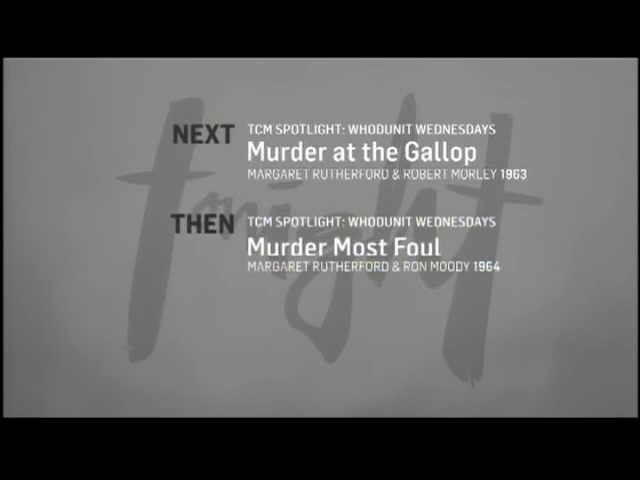 tonight
NEXT
TCM SPOTLIGHT: WHODUNIT WEDNESDAYS
Murder at the Gallop
MARGARET RUTHERFORD & ROBERT MORLEY 1963
THEN
TCM SPOTLIGHT: WHODUNIT WEDNESDAYS
Murder Most Foul
MARGARET RUTHERFORD & RON MOODY 1964